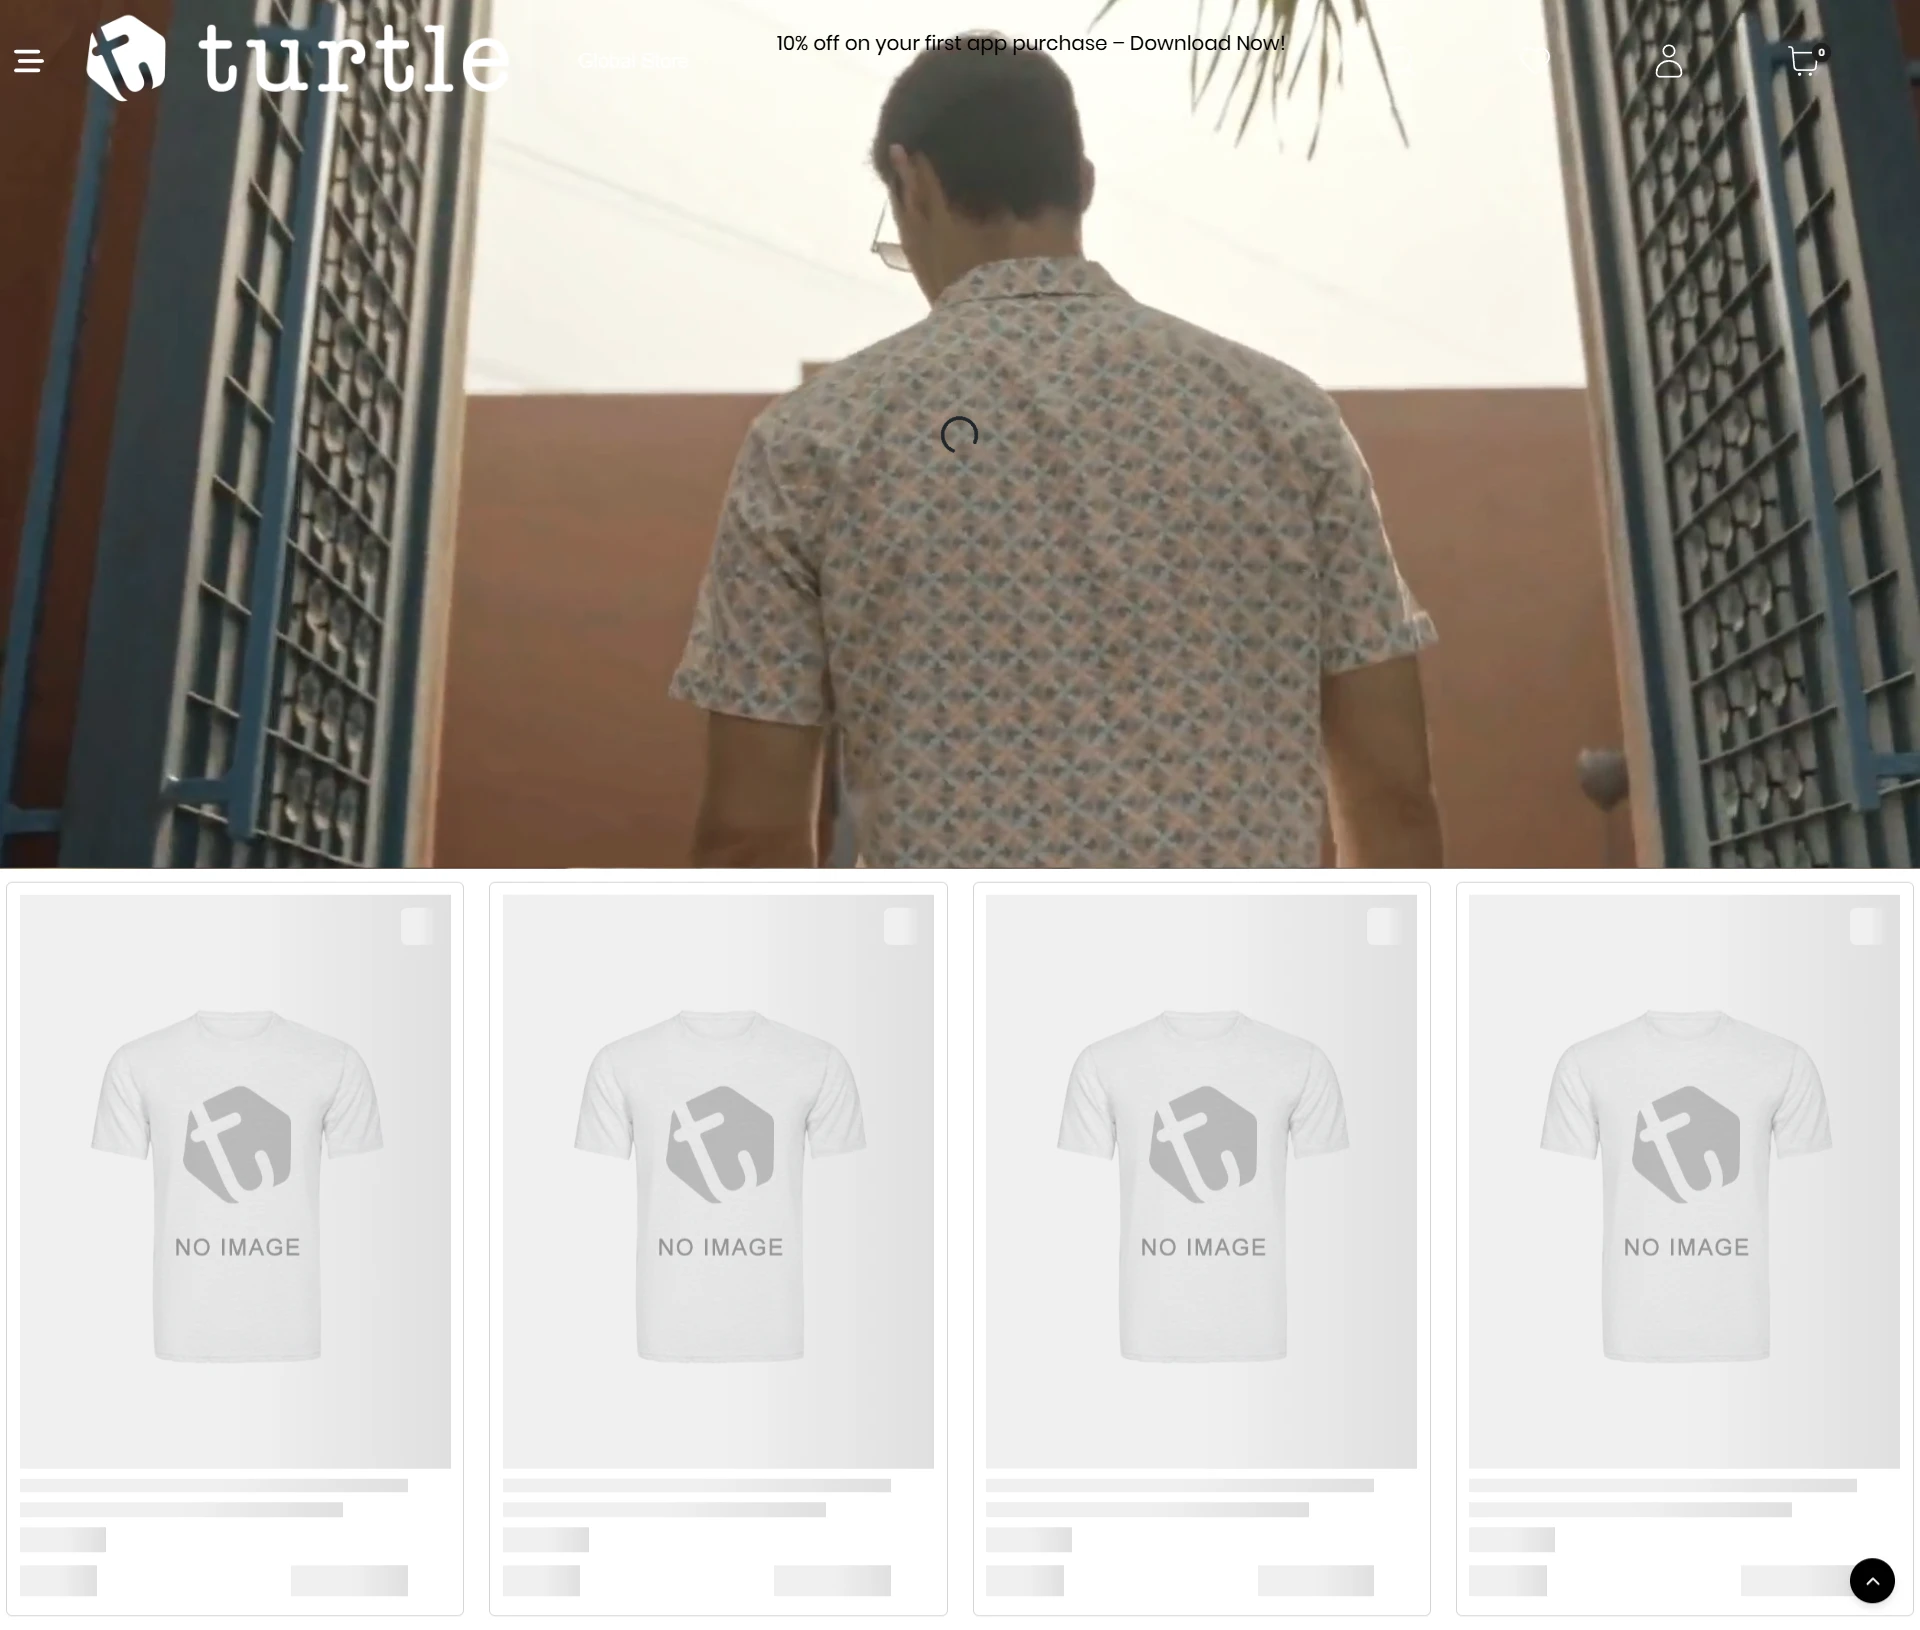 turtle
Global Store
10% off on your first app purchase – Download Now!
0
NO IMAGE
NO IMAGE
NO IMAGE
NO IMAGE